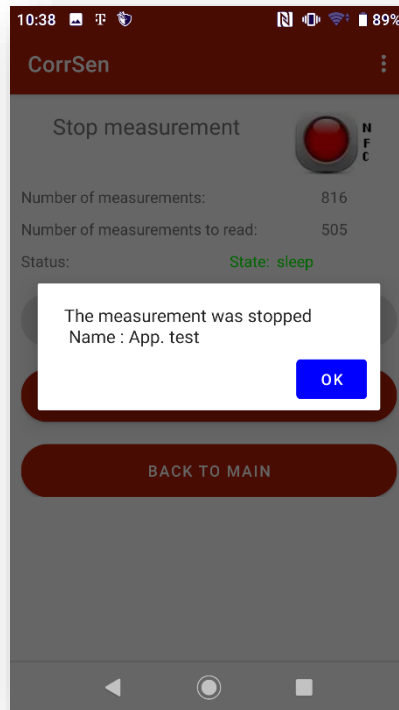 10:38
89%
CorrSen
Stop measurement
NFC
Number of measurements: 816
Number of measurements to read: 505
Status: State: sleep
The measurement was stopped
Name : App. test
OK
BACK TO MAIN